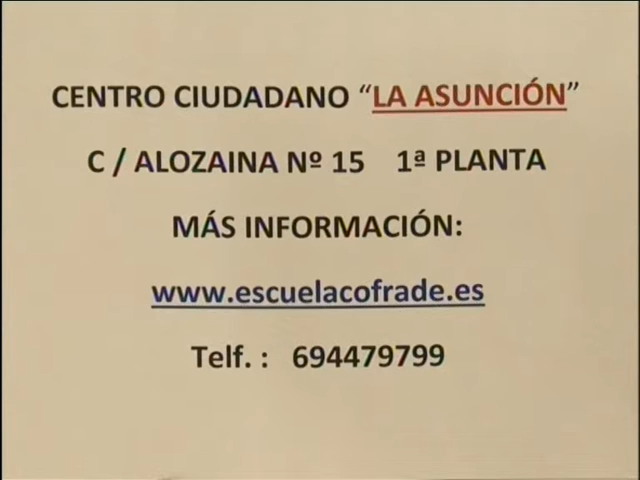 CENTRO CIUDADANO “LA ASUNCIÓN”
C / ALOZAINA Nº 15 1ª PLANTA
MÁS INFORMACIÓN:
www.escuelacofrade.es
Telf. : 694479799